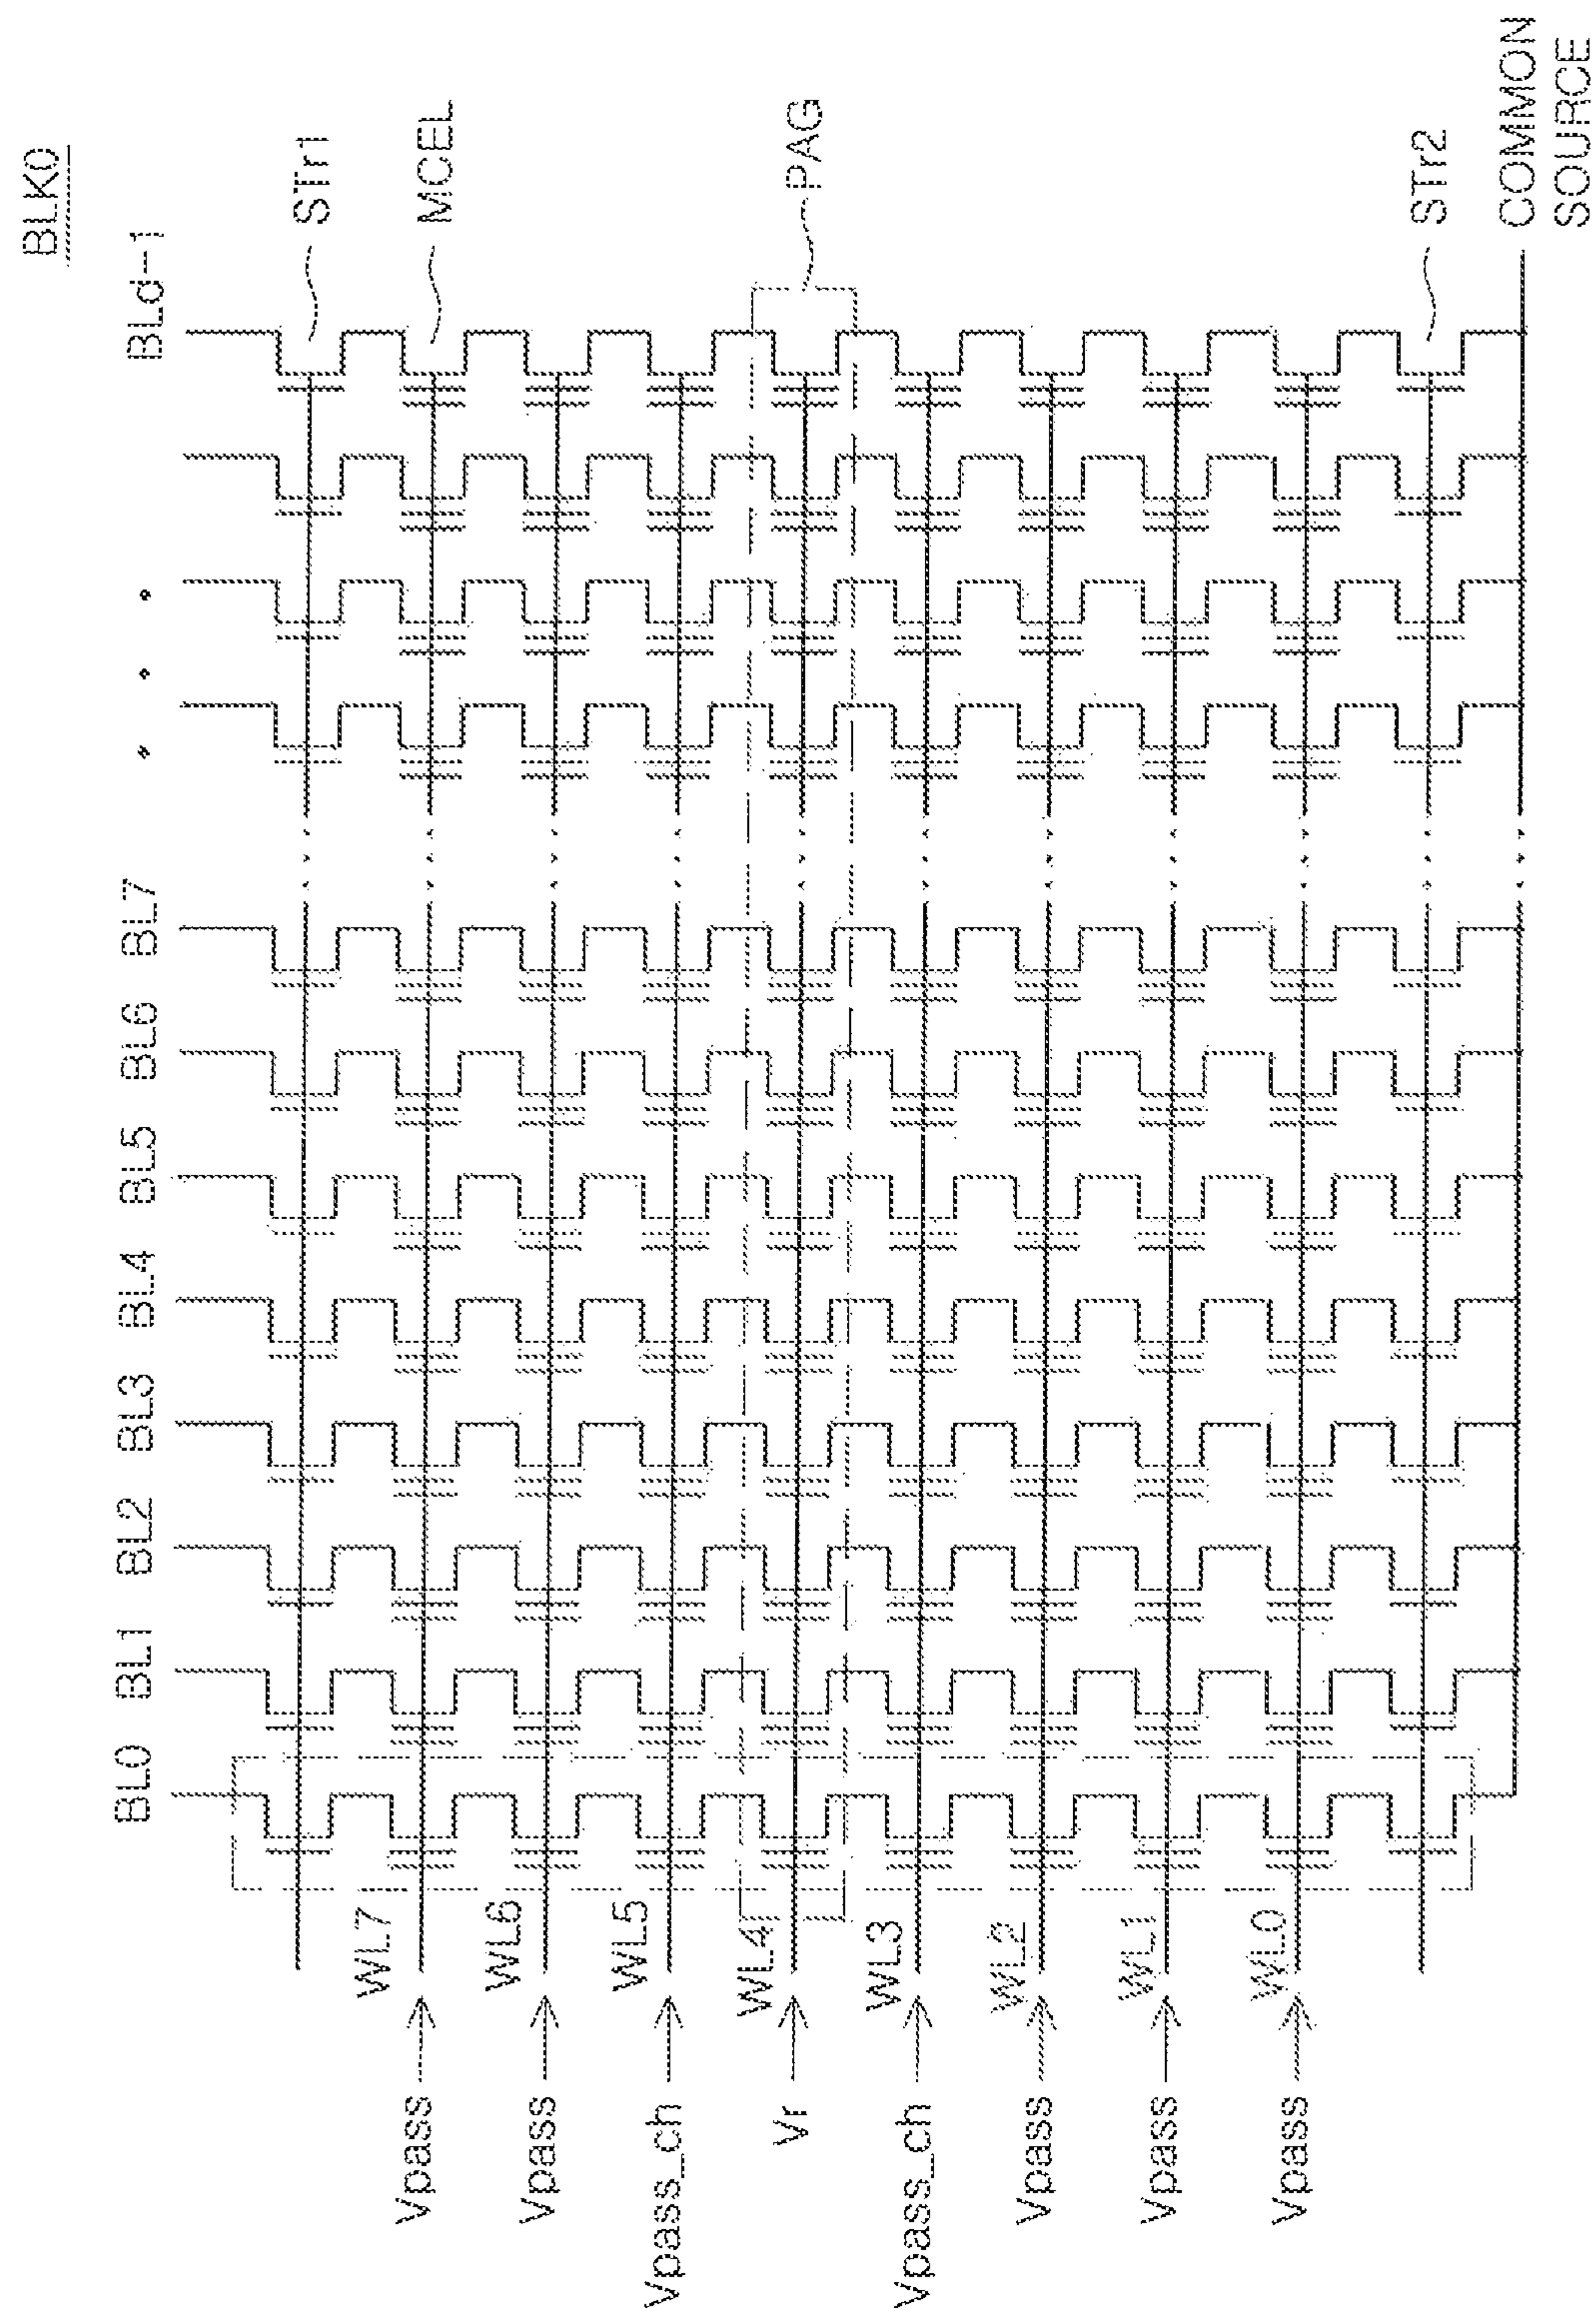 BLK0
BL0
BL1
BL2
BL3
BL4
BL5
BL6
BL7
BLd-1
STr1
MCEL
PAG
STr2
COMMON
SOURCE
Vpass
WL7
Vpass
WL6
Vpass_ch
WL5
Vr
WL4
Vpass_ch
WL3
Vpass
WL2
Vpass
WL1
Vpass
WL0